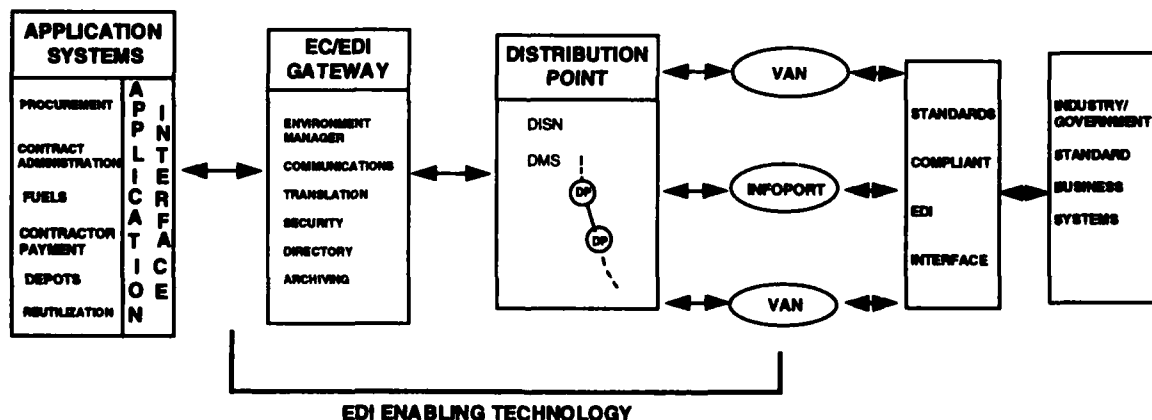 APPLICATION
SYSTEMS
PROCUREMENT
CONTRACT
ADMINISTRATION
FUELS
CONTRACTOR
PAYMENT
DEPOTS
REUTILIZATION
APPLICATION
INTERFACE
EC/EDI
GATEWAY
ENVIRONMENT
MANAGER
COMMUNICATIONS
TRANSLATION
SECURITY
DIRECTORY
ARCHIVING
DISTRIBUTION
POINT
DISN
DMS
DP
DP
VAN
INFOPORT
VAN
STANDARDS
COMPLIANT
EDI
INTERFACE
INDUSTRY/
GOVERNMENT
STANDARD
BUSINESS
SYSTEMS
EDI ENABLING TECHNOLOGY